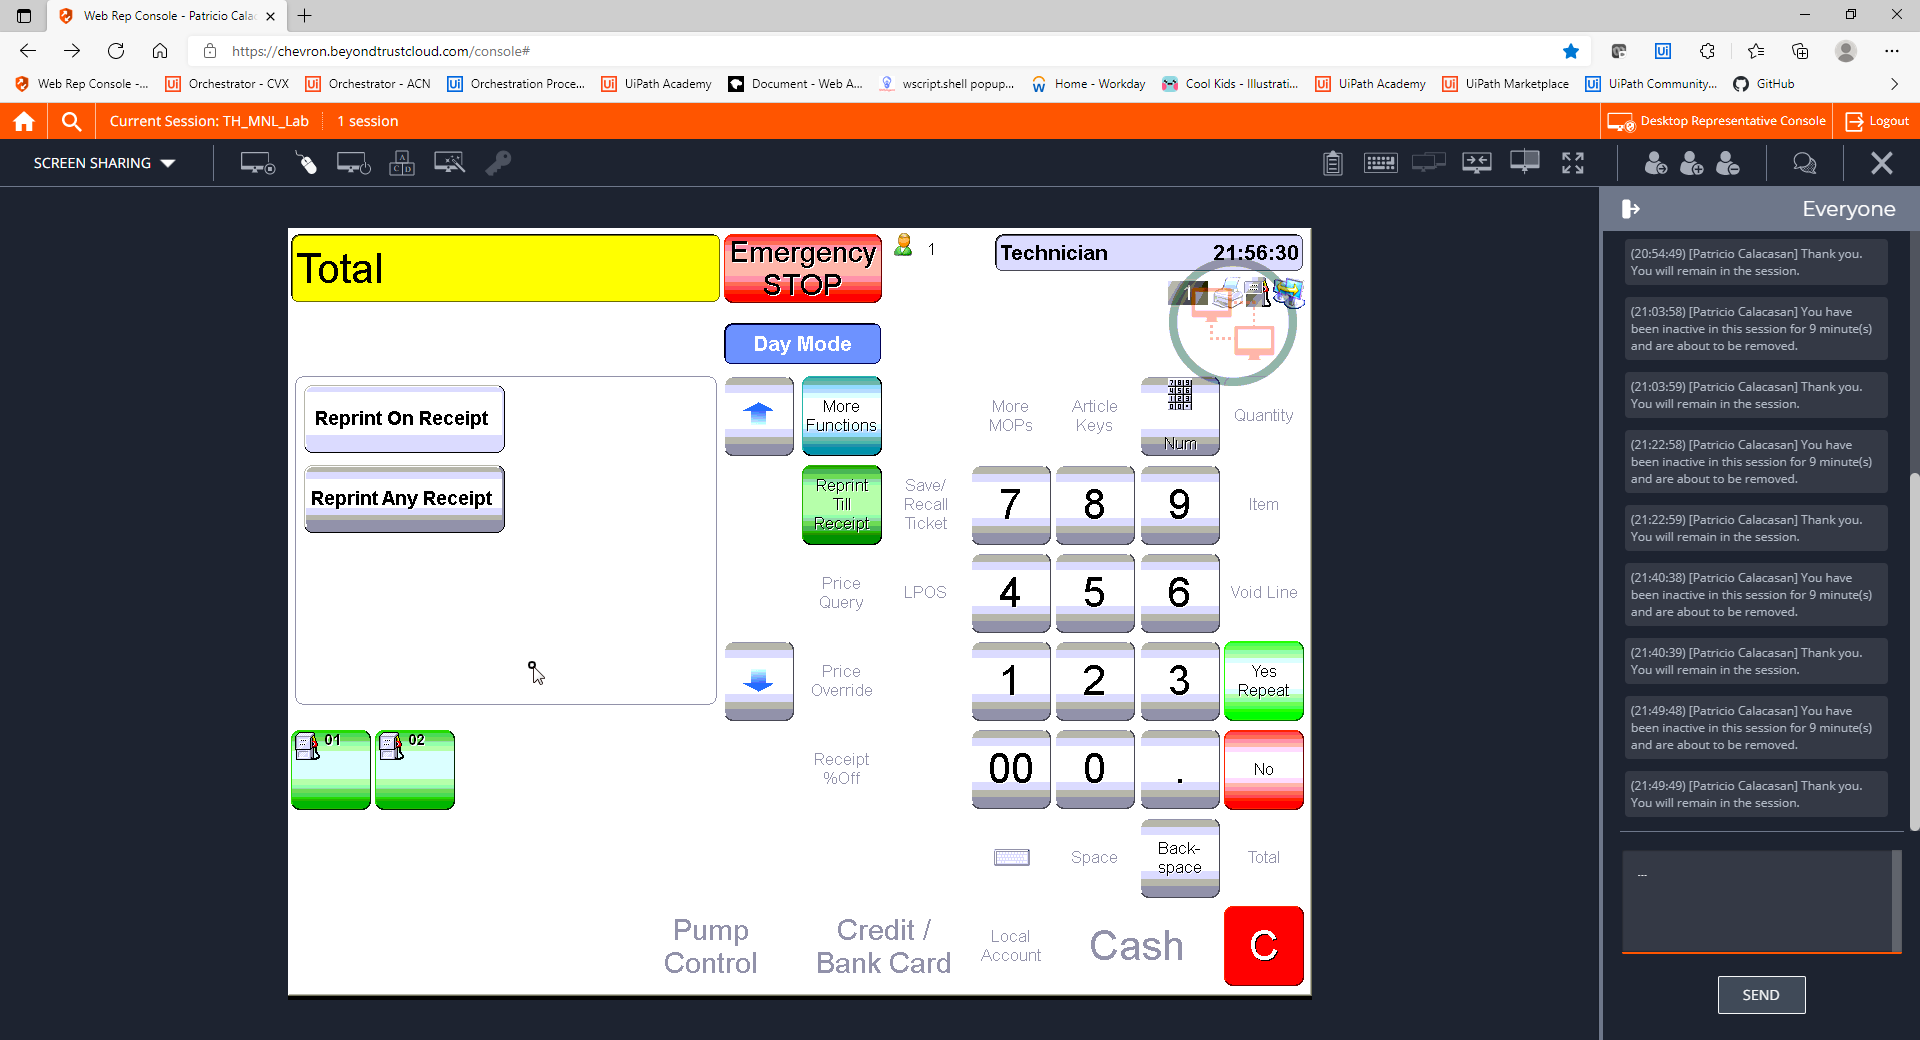 Web Rep Console - Patricio Cala
https://chevron.beyondtrustcloud.com/console#
Web Rep Console -...
Orchestrator - CVX
Orchestrator - ACN
Orchestration Proce...
UiPath Academy
Document - Web A...
wscript.shell popup...
Home - Workday
Cool Kids - Illustrati...
UiPath Academy
UiPath Marketplace
UiPath Community...
GitHub
Current Session: TH_MNL_Lab
1 session
Desktop Representative Console
Logout
SCREEN SHARING
A
C D
Everyone
Total
Emergency
STOP
1
Technician 21:56:30
1
Day Mode
Reprint On Receipt
Reprint Any Receipt
More
Functions
More
MOPs
Article
Keys
Num
Quantity
Reprint
Till
Receipt
Save/
Recall
Ticket
7
8
9
Item
Price
Query
LPOS
4
5
6
Void Line
Price
Override
1
2
3
Yes
Repeat
01
02
Receipt
%Off
00
0
.
No
Space
Back-
space
Total
Pump
Control
Credit /
Bank Card
Local
Account
Cash
C
(20:54:49) [Patricio Calacasan] Thank you.
You will remain in the session.
(21:03:58) [Patricio Calacasan] You have
been inactive in this session for 9 minute(s)
and are about to be removed.
(21:03:59) [Patricio Calacasan] Thank you.
You will remain in the session.
(21:22:58) [Patricio Calacasan] You have
been inactive in this session for 9 minute(s)
and are about to be removed.
(21:22:59) [Patricio Calacasan] Thank you.
You will remain in the session.
(21:40:38) [Patricio Calacasan] You have
been inactive in this session for 9 minute(s)
and are about to be removed.
(21:40:39) [Patricio Calacasan] Thank you.
You will remain in the session.
(21:49:48) [Patricio Calacasan] You have
been inactive in this session for 9 minute(s)
and are about to be removed.
(21:49:49) [Patricio Calacasan] Thank you.
You will remain in the session.
...
SEND